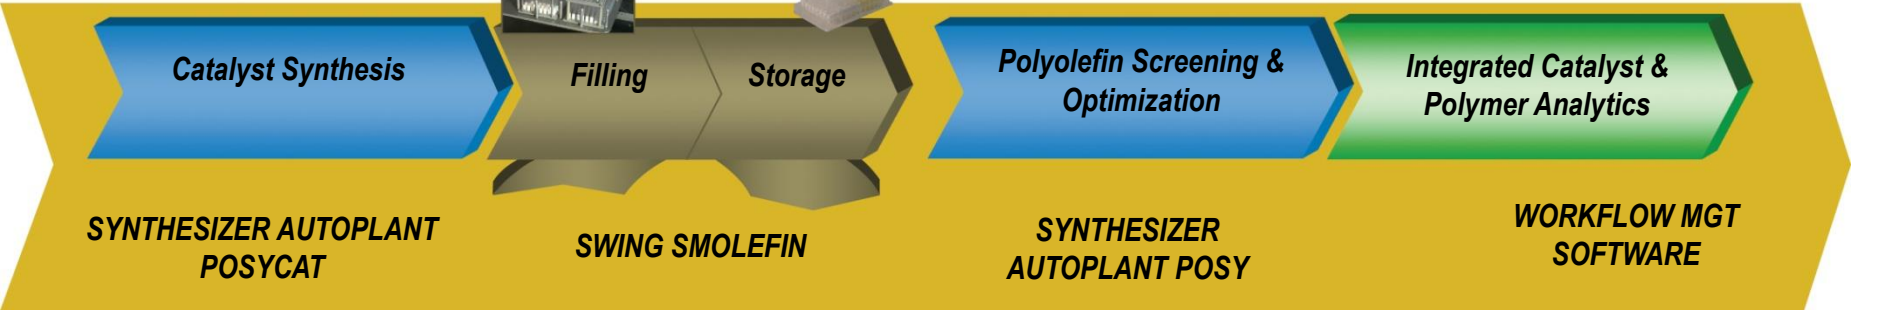 Catalyst Synthesis
Filling
Storage
Polyolefin Screening &
Optimization
Integrated Catalyst &
Polymer Analytics
SYNTHESIZER AUTOPLANT
POSYCAT
SWING SMOLEFIN
SYNTHESIZER
AUTOPLANT POSY
WORKFLOW MGT
SOFTWARE